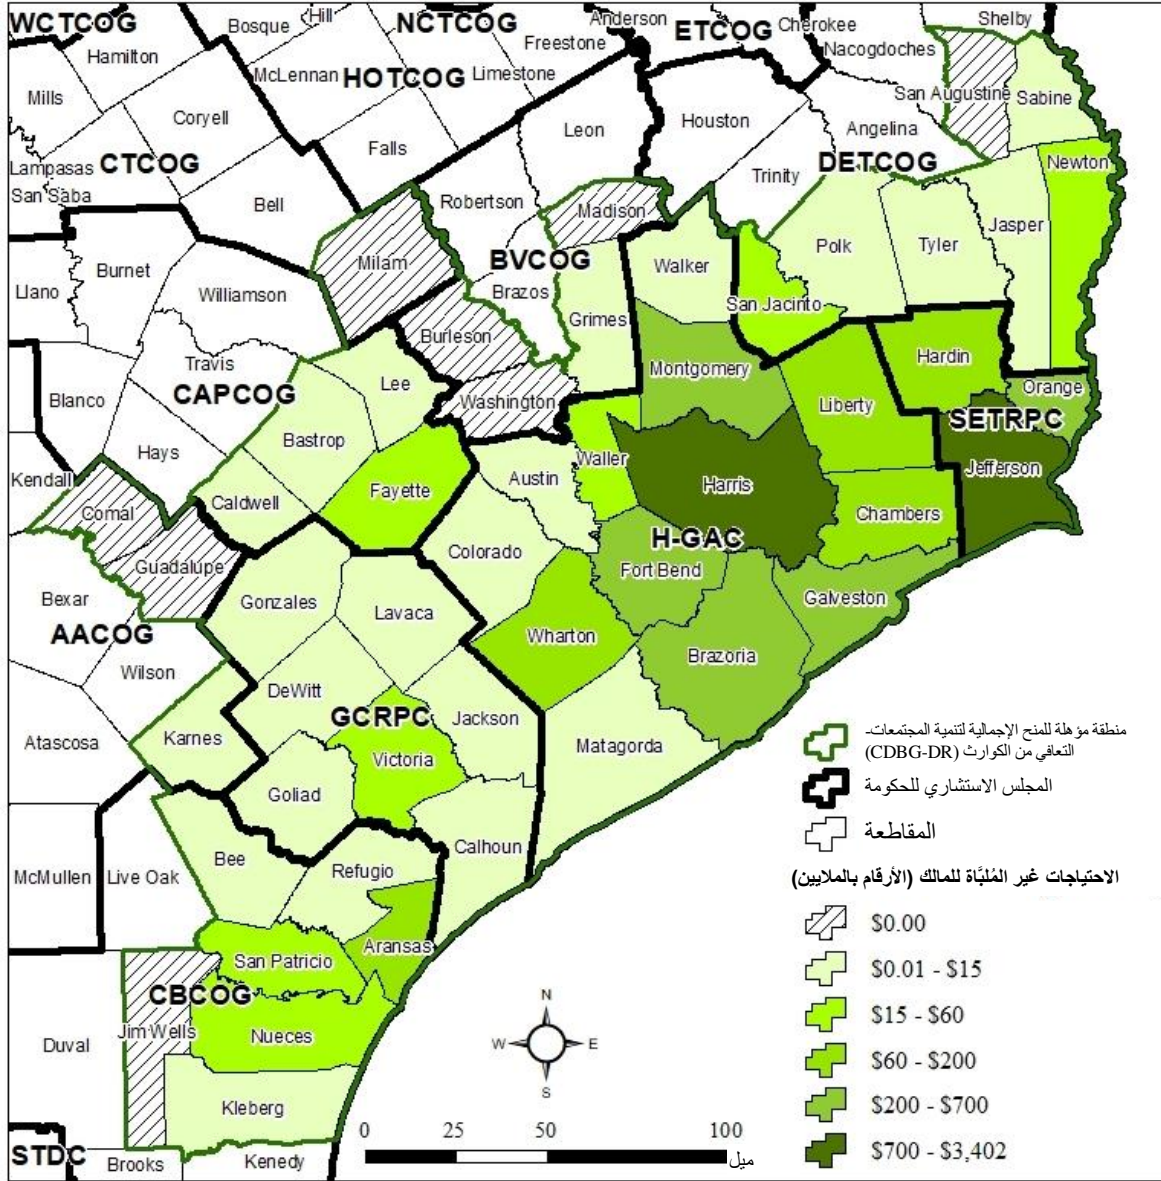 WCTCOG
Bosque
Hill
NCTCOG
Anderson
ETCOG
Cherokee
Shelby
Hamilton
McLennan
HOTCOG
Limestone
Freestone
Nacogdoches
Mills
Coryell
Falls
Leon
Houston
Angelina
San Augustine
Sabine
Lampasas
CTCOG
San Saba
Bell
Robertson
Madison
Trinity
DETCOG
Newton
Burnet
Milam
BVCOG
Walker
Polk
Tyler
Jasper
Llano
Williamson
Brazos
Grimes
San Jacinto
Travis
Burleson
Montgomery
Hardin
Orange
Blanco
CAPCOG
Lee
Washington
Liberty
SETRPC
Hays
Bastrop
Waller
Jefferson
Kendall
Caldwell
Fayette
Austin
Harris
Chambers
Comal
Colorado
H-GAC
Guadalupe
Fort Bend
Galveston
Bexar
Gonzales
Lavaca
AACOG
Wharton
Brazoria
Wilson
DeWitt
Atascosa
Karnes
GCRPC
Jackson
Matagorda
Victoria
Goliad
McMullen
Live Oak
Bee
Refugio
Calhoun
Aransas
San Patricio
CBCOG
Duval
Jim Wells
Nueces
Kleberg
STDC
Brooks
Kenedy
منطقة مؤهلة للمنح الإجمالية لتنمية المجتمعات-
التعافي من الكوارث (CDBG-DR)
المجلس الاستشاري للحكومة
المقاطعة
الاحتياجات غير المُلبَّاة للمالك (الأرقام بالملايين)
$0.00
$0.01 - $15
$15 - $60
$60 - $200
$200 - $700
$700 - $3,402
N
W E
S
0 25 50 100
ميل